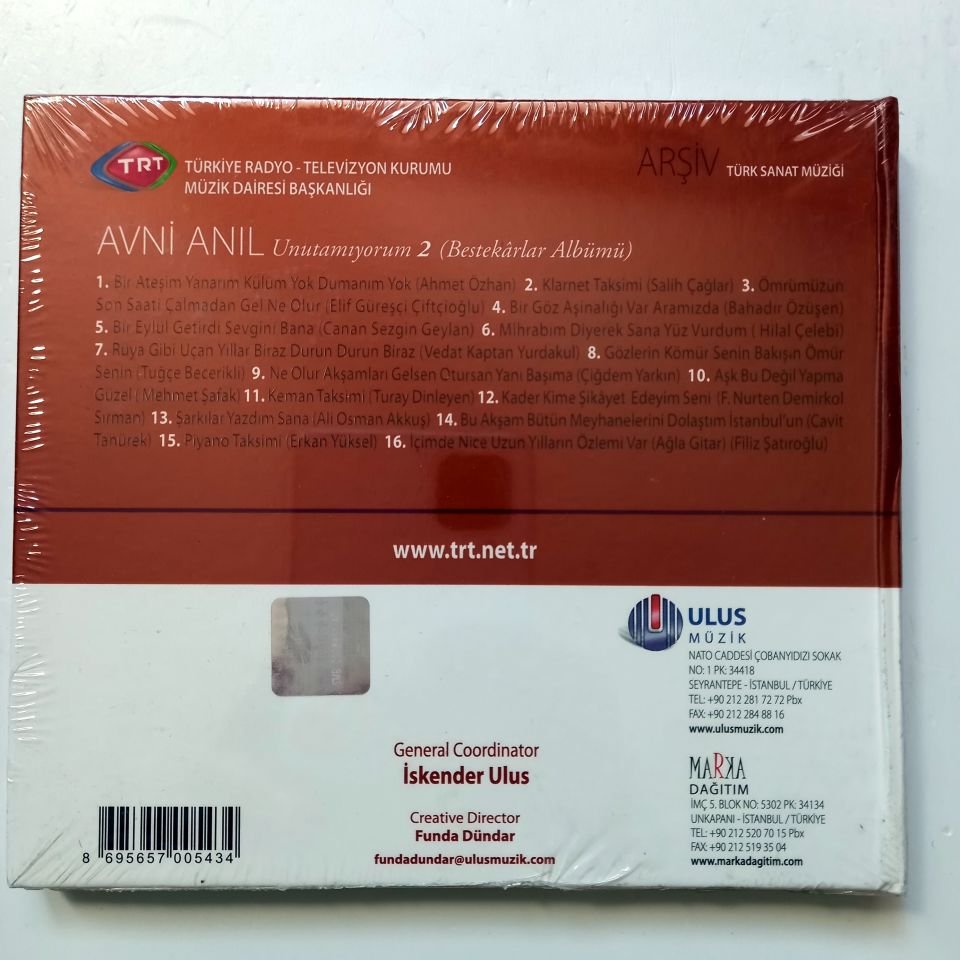 TRT
TÜRKİYE RADYO - TELEVİZYON KURUMU
MÜZİK DAİRESİ BAŞKANLIĞI
ARŞİV TÜRK SANAT MÜZİĞİ
AVNİ ANIL Unutamıyorum 2 (Bestekârlar Albümü)
1. Bir Ateşim Yanarım Külüm Yok Dumanım Yok (Ahmet Özhan) 2. Klarnet Taksimi (Salih Çağlar) 3. Ömrümüzün
Son Saati Çalmadan Gel Ne Olur (Elif Güreşçi Çiftçioğlu) 4. Bir Göz Aşinalığı Var Aramızda (Bahadır Özüşen)
5. Bir Eylül Getirdi Sevgini Bana (Canan Sezgin Geylan) 6. Mihrabım Diyerek Sana Yüz Vurdum ( Hilal Çelebi)
7. Rüya Gibi Uçan Yıllar Biraz Durun Durun Biraz (Vedat Kaptan Yurdakul) 8. Gözlerin Kömür Senin Bakışın Ömür
Senin (Tuğçe Becerikli) 9. Ne Olur Akşamları Gelsen Otursan Yanı Başıma (Çiğdem Yarkın) 10. Aşk Bu Değil Yapma
Güzel (Mehmet Şafak) 11. Keman Taksimi (Turay Dinleyen) 12. Kader Kime Şikâyet Edeyim Seni (F. Nurten Demirkol
Sırman) 13. Şarkılar Yazdım Sana (Ali Osman Akkuş) 14. Bu Akşam Bütün Meyhanelerini Dolaştım İstanbul'un (Cavit
Tanürek) 15. Piyano Taksimi (Erkan Yüksel) 16. İçimde Nice Uzun Yılların Özlemi Var (Ağla Gitar) (Filiz Şatıroğlu)
www.trt.net.tr
ULUS
MÜZİK
NATO CADDESİ ÇOBANYIDIZI SOKAK
NO: 1 PK: 34418
SEYRANTEPE - İSTANBUL / TÜRKİYE
TEL: +90 212 281 72 72 Pbx
FAX: +90 212 284 88 16
www.ulusmuzik.com
General Coordinator
İskender Ulus
Creative Director
Funda Dündar
fundadundar@ulusmuzik.com
MARKA
DAĞITIM
İMÇ 5. BLOK NO: 5302 PK: 34134
UNKAPANI - İSTANBUL / TÜRKİYE
TEL: +90 212 520 70 15 Pbx
FAX: +90 212 519 35 04
www.markadagitim.com
8 695657 005434